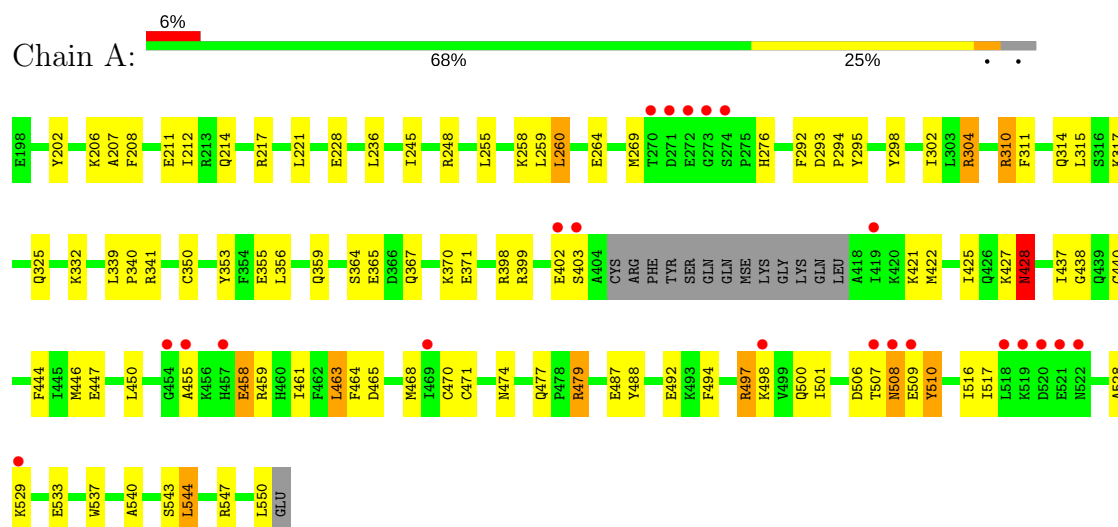 6%
Chain A:
68% 25% • •
E198 Y202 K206 A207 P208 E211 I212 R213 Q214 R217 L221 E228 L236 I245 R248 L255 K258 L259 L260 E264 M269 T270 D271 E272 G273 S274 P275 H276 F292 D293 P294 Y295 Y298 I302 L303 R304 R310 F311 Q314 L315 S316 K317
Q325 K332 L339 P340 R341 C350 Y353 F354 E355 L356 Q359 S364 E365 D366 Q367 K370 E371 R398 R399 E402 S403 A404 CYS ARG PHE TYR SER GLN GLN MSE LYS GLY LYS GLN LEU A418 I419 K420 K421 M422 I425 Q426 K427 N428 I437 G438 Q439 C440
F444 I445 M446 E447 L450 G454 A455 K456 H457 E458 R459 H460 I461 F462 L463 F464 D465 M468 I469 C470 C471 N474 Q477 P478 R479 E487 Y488 E492 K493 F494 R497 K498 V499 Q500 I501 D506 T507 N508 E509 Y510 I516 I517 L518 K519 D520 E521 N522 A528
K529 E533 W537 A540 S543 L544 R547 L550 GLU